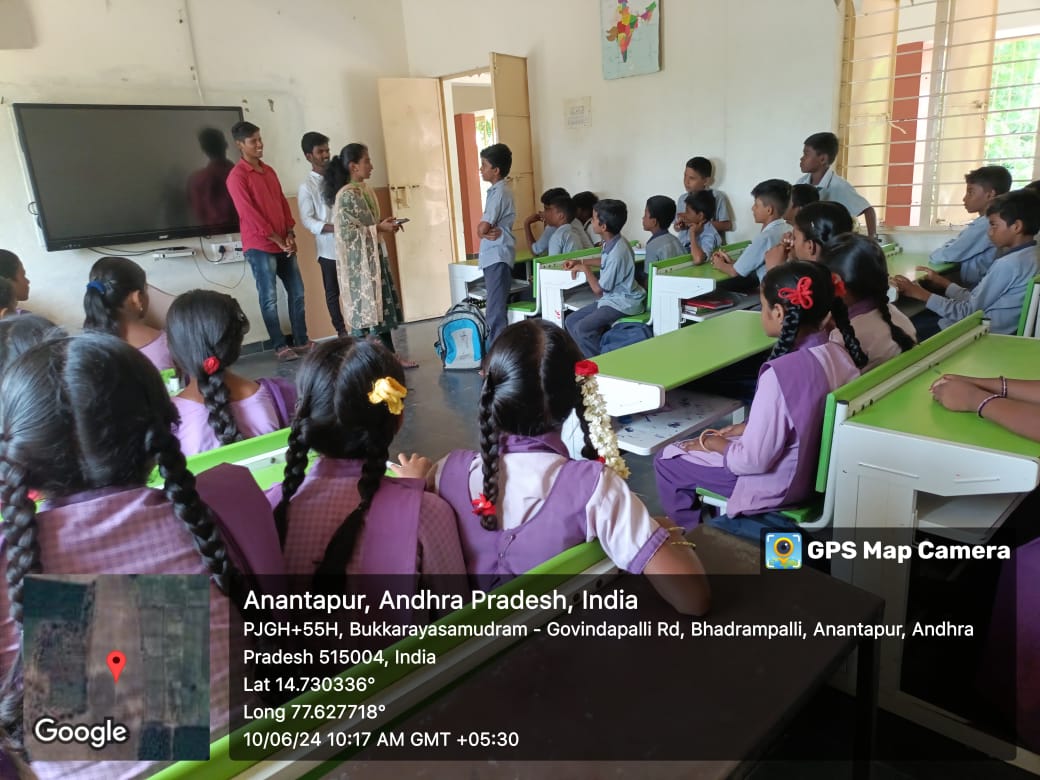 GPS Map Camera
Anantapur, Andhra Pradesh, India
PJGH+55H, Bukkarayasamudram - Govindapalli Rd, Bhadrampalli, Anantapur, Andhra
Pradesh 515004, India
Lat 14.730336°
Long 77.627718°
10/06/24 10:17 AM GMT +05:30
Google